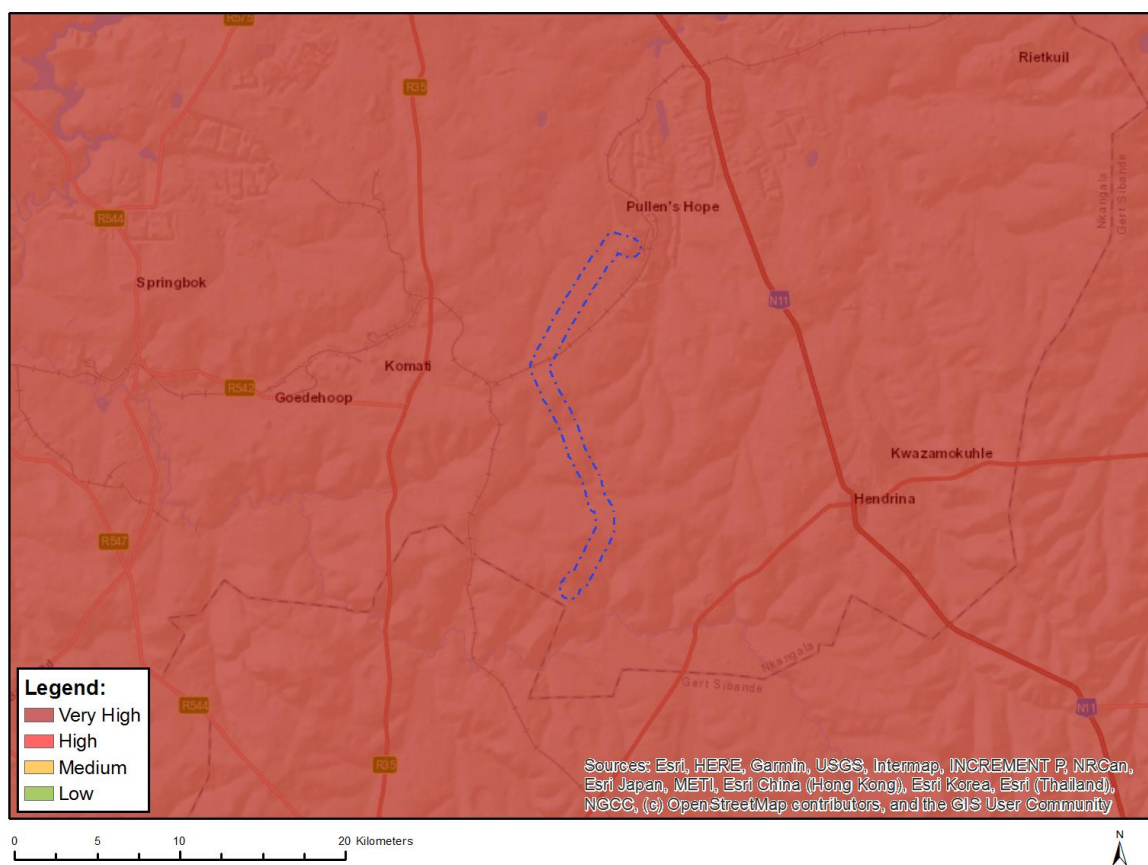 R575
R35
Rietkuil
Nkangala
Gert Sibande
Pullen's Hope
R544
Springbok
N11
Komati
R542
Goedehoop
Kwazamokuhle
Hendrina
R547
Nkangala
Gert Sibande
R544
N11
R35
Legend:
Very High
High
Medium
Low
Sources: Esri, HERE, Garmin, USGS, Intermap, INCREMENT P, NRCan,
Esri Japan, METI, Esri China (Hong Kong), Esri Korea, Esri (Thailand),
NGCC, (c) OpenStreetMap contributors, and the GIS User Community
0 5 10 20 Kilometers
N